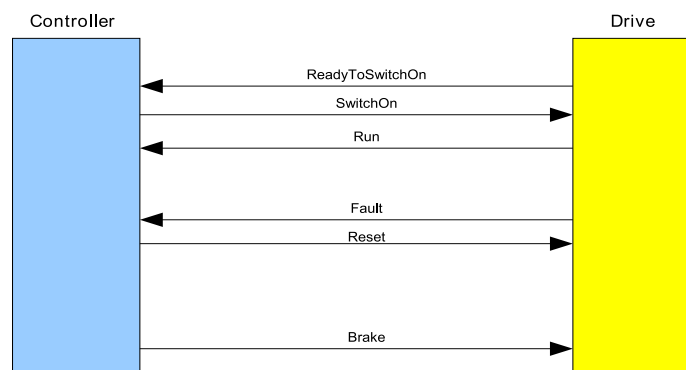 Controller
Drive
ReadyToSwitchOn
SwitchOn
Run
Fault
Reset
Brake